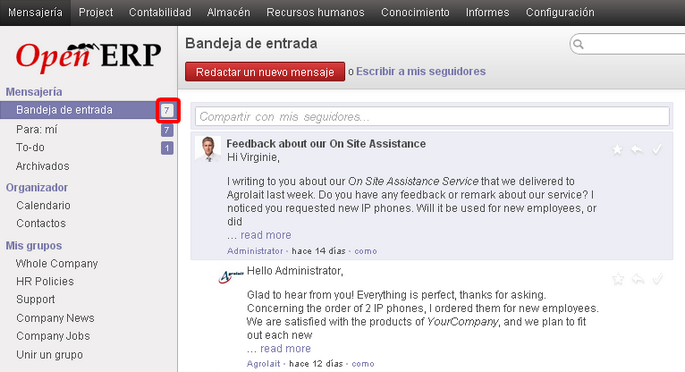 Mensajería Project Contabilidad Almacén Recursos humanos Conocimiento Informes Configuración
Open ERP
Mensajería
Bandeja de entrada 7
Para: mí 7
To-do 1
Archivados
Organizador
Calendario
Contactos
Mis grupos
Whole Company
HR Policies
Support
Company News
Company Jobs
Unir un grupo
Bandeja de entrada
Redactar un nuevo mensaje o Escribir a mis seguidores
Compartir con mis seguidores...
Feedback about our On Site Assistance
Hi Virginie,
I writing to you about our On Site Assistance Service that we delivered to
Agrolait last week. Do you have any feedback or remark about our service? I
noticed you requested new IP phones. Will it be used for new employees, or
did
... read more
Administrator · hace 14 días · como
Agrolait
Hello Administrator,
Glad to hear from you! Everything is perfect, thanks for asking.
Concerning the order of 2 IP phones, I ordered them for new employees.
We are satisfied with the products of YourCompany, and we plan to fit
out each new
... read more
Agrolait · hace 12 días · como